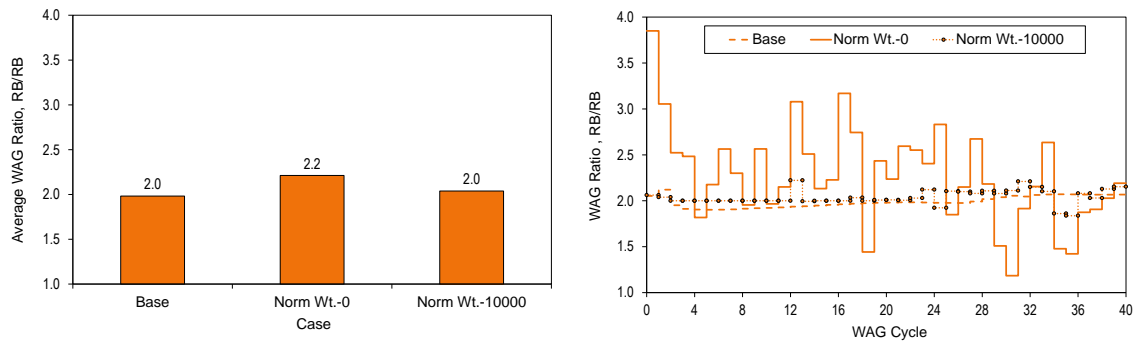 4.0
3.5
3.0
2.5
2.0
1.5
1.0
Average WAG Ratio, RB/RB
2.0
2.2
2.0
Base
Norm Wt.-0
Norm Wt.-10000
Case
4.0
3.5
3.0
2.5
2.0
1.5
1.0
WAG Ratio , RB/RB
Base
Norm Wt.-0
Norm Wt.-10000
0 4 8 12 16 20 24 28 32 36 40
WAG Cycle